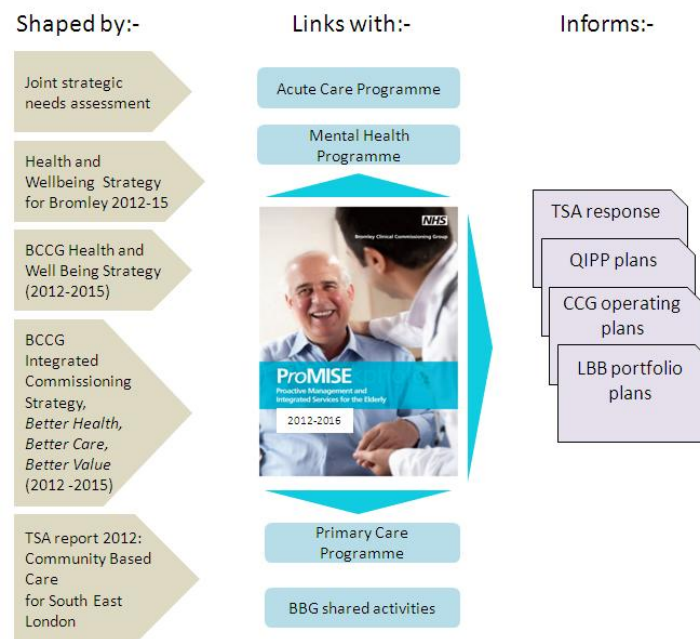 Shaped by:-
Links with:-
Informs:-
Joint strategic
needs assessment
Health and
Wellbeing Strategy
for Bromley 2012-15
BCCG Health and
Well Being Strategy
(2012-2015)
BCCG
Integrated
Commissioning
Strategy,
Better Health,
Better Care,
Better Value
(2012 -2015)
TSA report 2012:
Community Based
Care
for South East
London
Acute Care Programme
Mental Health
Programme
NHS
Bromley Clinical Commissioning Group
ProMISE
Proactive Management and
Integrated Services for the Elderly
2012-2016
Primary Care
Programme
BBG shared activities
TSA response
QIPP plans
CCG operating
plans
LBB portfolio
plans